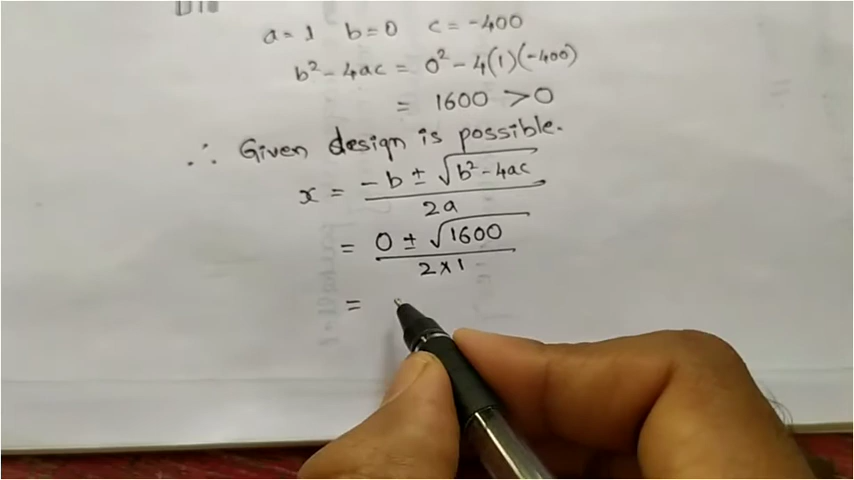 a = 1 b = 0 c = -400
b² - 4ac = 0² - 4(1)(-400)
= 1600 > 0
∴ Given design is possible.
x = (-b ± √(b² - 4ac)) / 2a
= (0 ± √1600) / 2×1
=